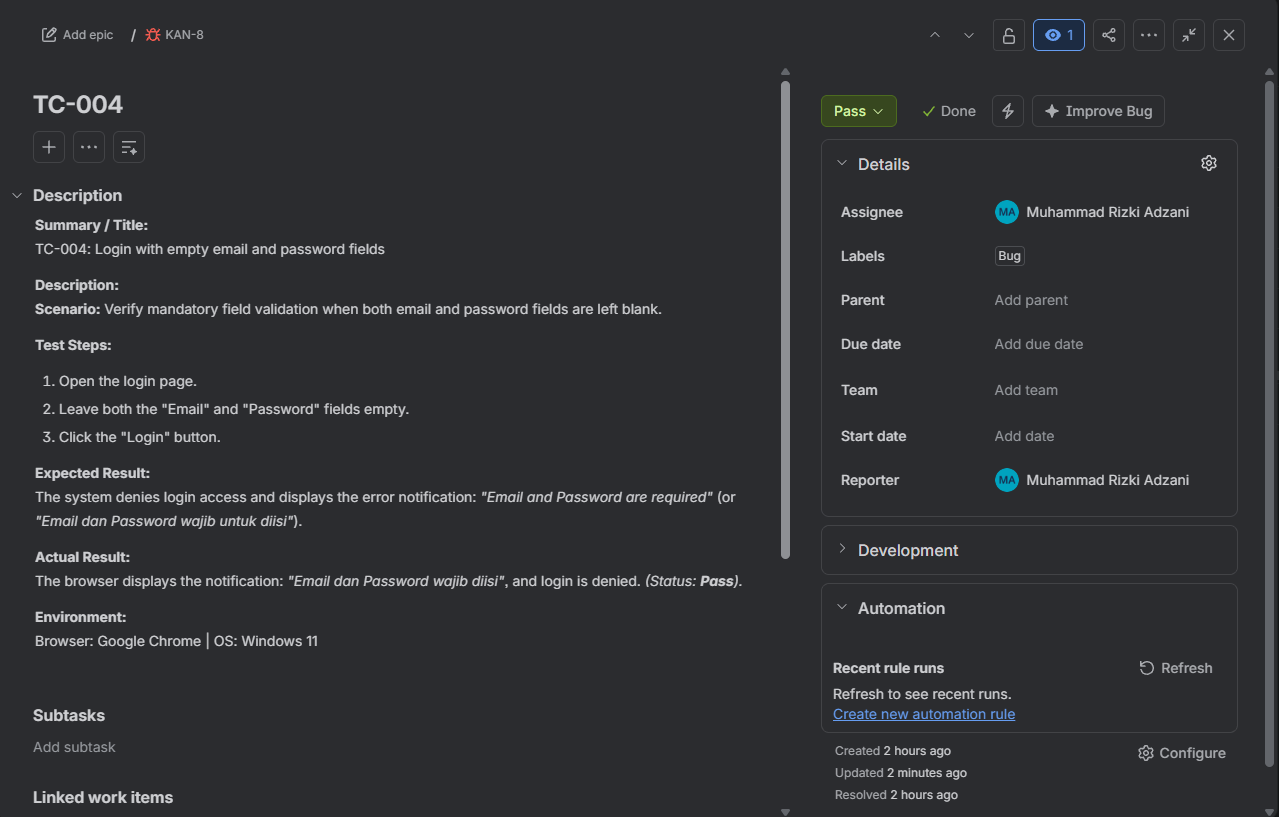 Add epic / KAN-8
1
TC-004
Description
Summary / Title:
TC-004: Login with empty email and password fields
Description:
Scenario: Verify mandatory field validation when both email and password fields are left blank.
Test Steps:
1. Open the login page.
2. Leave both the "Email" and "Password" fields empty.
3. Click the "Login" button.
Expected Result:
The system denies login access and displays the error notification: "Email and Password are required" (or
"Email dan Password wajib untuk diisi").
Actual Result:
The browser displays the notification: "Email dan Password wajib diisi", and login is denied. (Status: Pass).
Environment:
Browser: Google Chrome | OS: Windows 11
Subtasks
Add subtask
Linked work items
Pass
Done
Improve Bug
Details
Assignee MA Muhammad Rizki Adzani
Labels Bug
Parent Add parent
Due date Add due date
Team Add team
Start date Add date
Reporter MA Muhammad Rizki Adzani
Development
Automation
Recent rule runs Refresh
Refresh to see recent runs.
Create new automation rule
Created 2 hours ago Configure
Updated 2 minutes ago
Resolved 2 hours ago